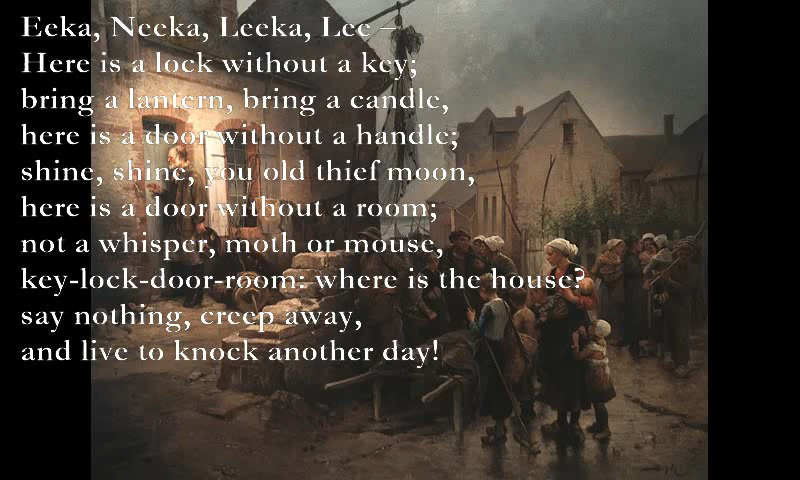 Eeka, Neeka, Leeka, Lee –
Here is a lock without a key;
bring a lantern, bring a candle,
here is a door without a handle;
shine, shine, you old thief moon,
here is a door without a room;
not a whisper, moth or mouse,
key-lock-door-room: where is the house?
say nothing, creep away,
and live to knock another day!